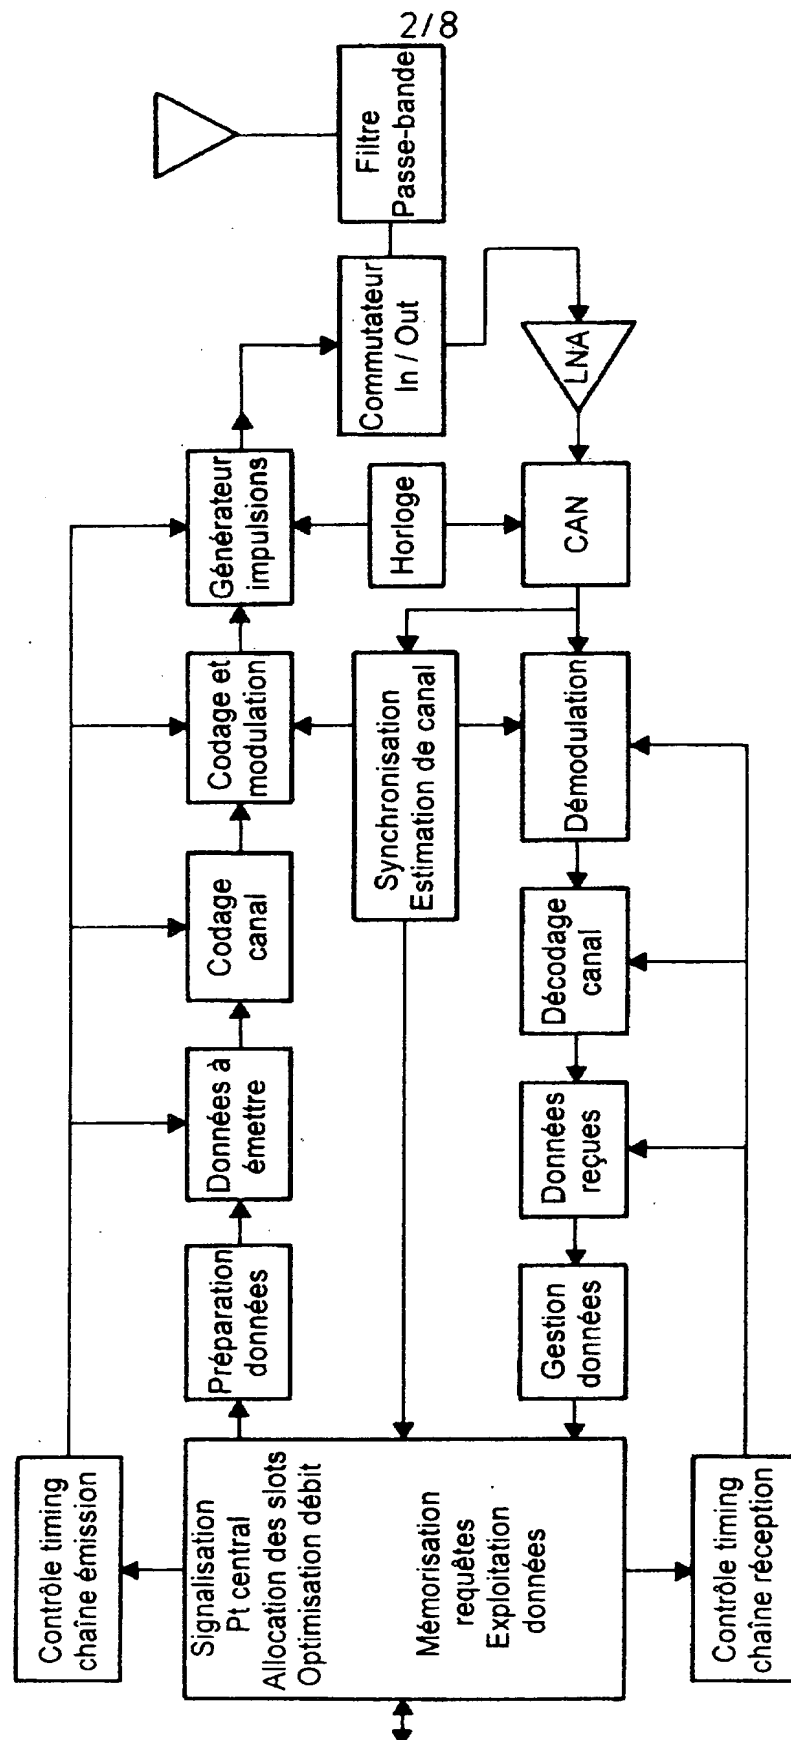 2/8
Contrôle timing
chaîne émission
Signalisation
Pt central
Allocation des slots
Optimisation débit
Mémorisation
requêtes
Exploitation
données
Contrôle timing
chaîne réception
Préparation
données
Données à
émettre
Codage
canal
Codage et
modulation
Générateur
impulsions
Synchronisation
Estimation de canal
Horloge
Commutateur
In / Out
Filtre
Passe-bande
LNA
CAN
Démodulation
Décodage
canal
Données
reçues
Gestion
données